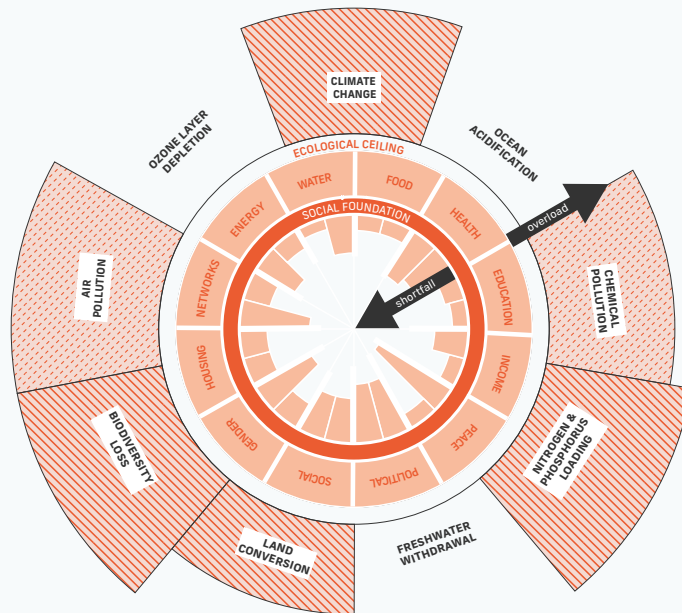 CLIMATE
CHANGE
OZONE LAYER
DEPLETION
OCEAN
ACIDIFICATION
ECOLOGICAL CEILING
WATER
FOOD
ENERGY
HEALTH
SOCIAL FOUNDATION
overload
shortfall
NETWORKS
EDUCATION
AIR
POLLUTION
CHEMICAL
POLLUTION
HOUSING
INCOME
GENDER
PEACE
SOCIAL
POLITICAL
BIODIVERSITY
LOSS
NITROGEN &
PHOSPHORUS
LOADING
LAND
CONVERSION
FRESHWATER
WITHDRAWAL